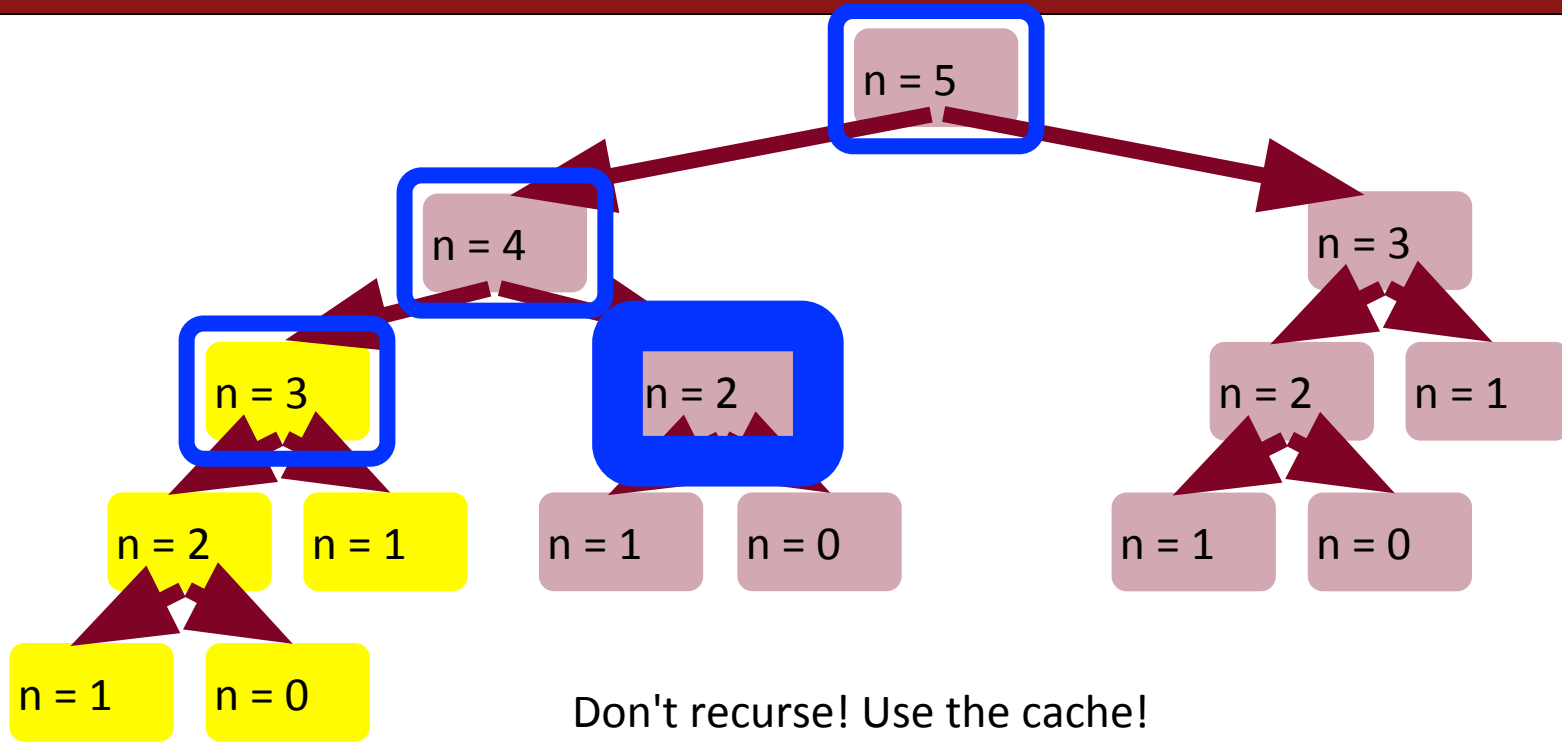 n = 5
n = 4
n = 3
n = 3
n = 2
n = 2
n = 1
n = 2
n = 1
n = 1
n = 0
n = 1
n = 0
n = 1
n = 0
Don't recurse! Use the cache!